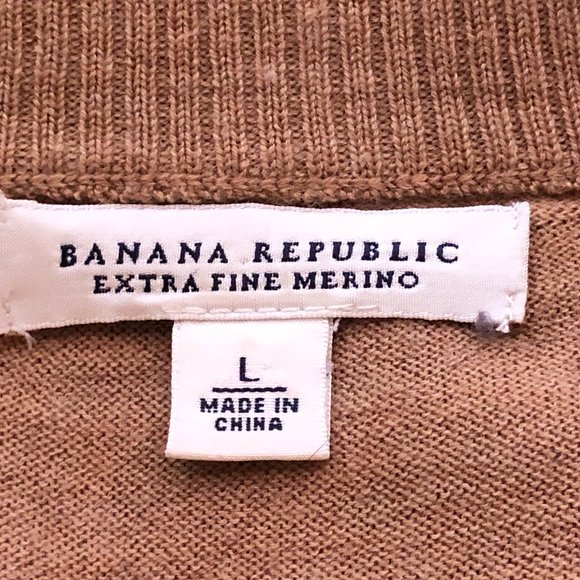 BANANA REPUBLIC
EXTRA FINE MERINO
L
MADE IN
CHINA